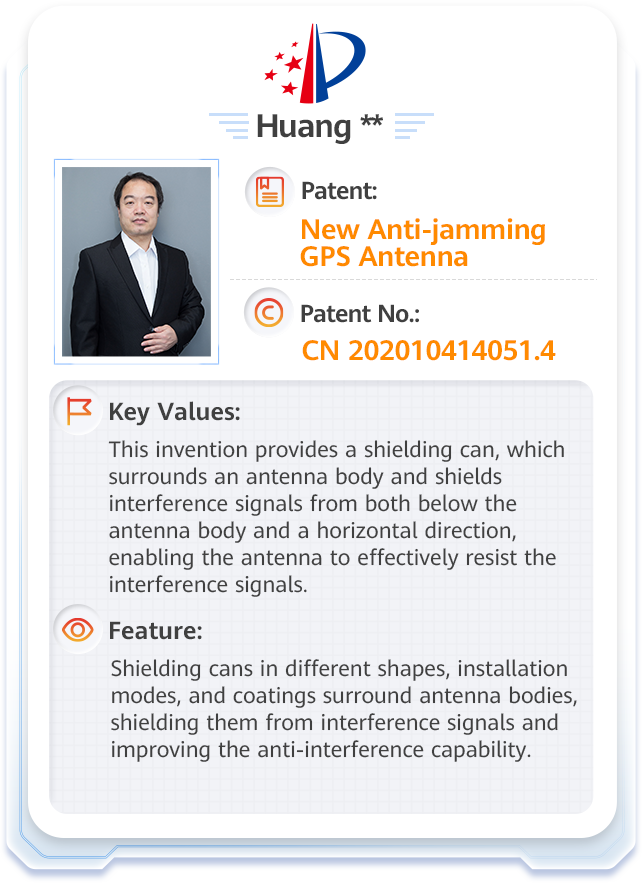 Huang **
Patent:
New Anti-jamming
GPS Antenna
Patent No.:
CN 202010414051.4
Key Values:
This invention provides a shielding can, which
surrounds an antenna body and shields
interference signals from both below the
antenna body and a horizontal direction,
enabling the antenna to effectively resist the
interference signals.
Feature:
Shielding cans in different shapes, installation
modes, and coatings surround antenna bodies,
shielding them from interference signals and
improving the anti-interference capability.